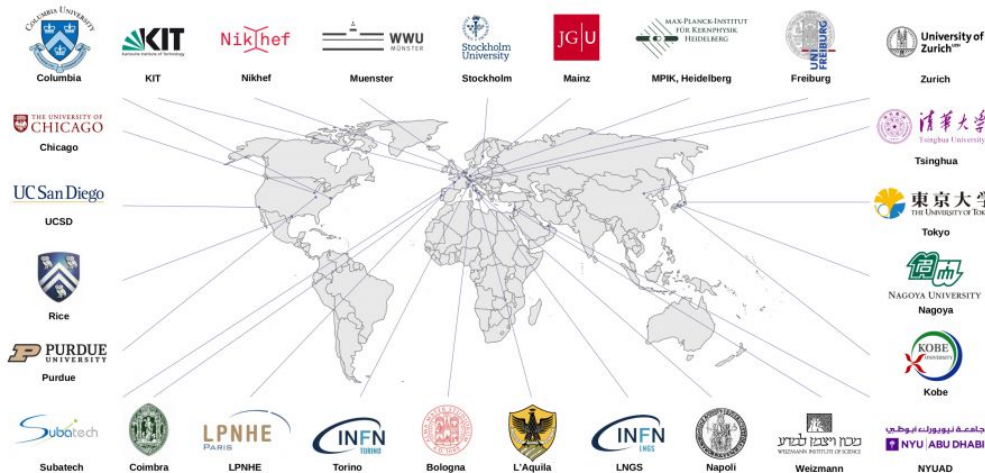 COLUMBIA UNIVERSITY
Columbia
KIT
Karlsruhe Institute of Technology
KIT
Nikhef
Nikhef
WWU
MÜNSTER
Muenster
Stockholm
University
Stockholm
JG|U
Mainz
MAX-PLANCK-INSTITUT
FÜR KERNPHYSIK
HEIDELBERG
MPIK, Heidelberg
UNI
FREIBURG
Freiburg
University of
Zurich UZH
Zurich
THE UNIVERSITY OF
CHICAGO
Chicago
清華大学
Tsinghua University
Tsinghua
UC San Diego
UCSD
東京大学
THE UNIVERSITY OF TOK
Tokyo
Rice
NAGOYA UNIVERSITY
Nagoya
PURDUE
UNIVERSITY
Purdue
KOBE
UNIVERSITY
Kobe
Subatech
Subatech
Coimbra
LPNHE
PARIS
LPNHE
INFN
TORINO
Torino
Bologna
L'Aquila
INFN
LNGS
LNGS
Napoli
מכון ויצמן למדע
WEIZMANN INSTITUTE OF SCIENCE
Weizmann
جامعـة نيويورك أبوظبي
NYU | ABU DHABI
NYUAD